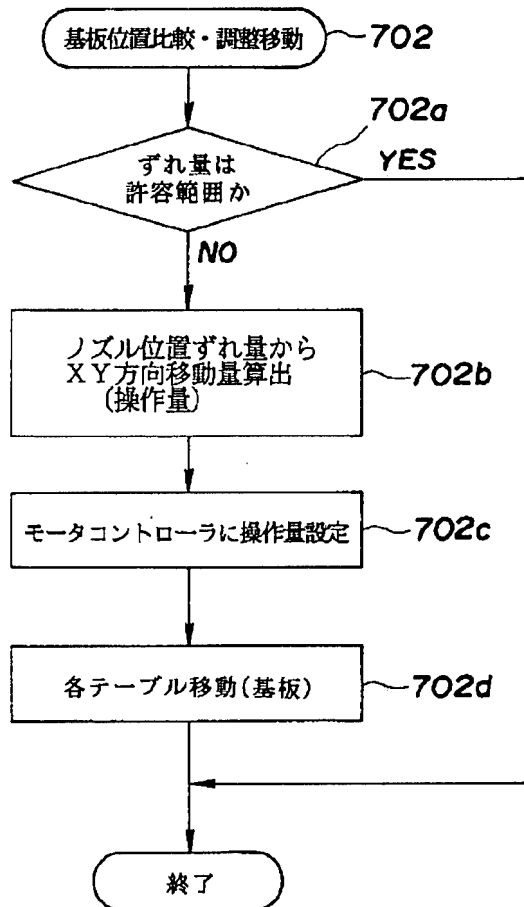 基板位置比較・調整移動
702
702a
ずれ量は
許容範囲か
YES
NO
ノズル位置ずれ量から
XY方向移動量算出
(操作量)
702b
モータコントローラに操作量設定
702c
各テーブル移動(基板)
702d
終了